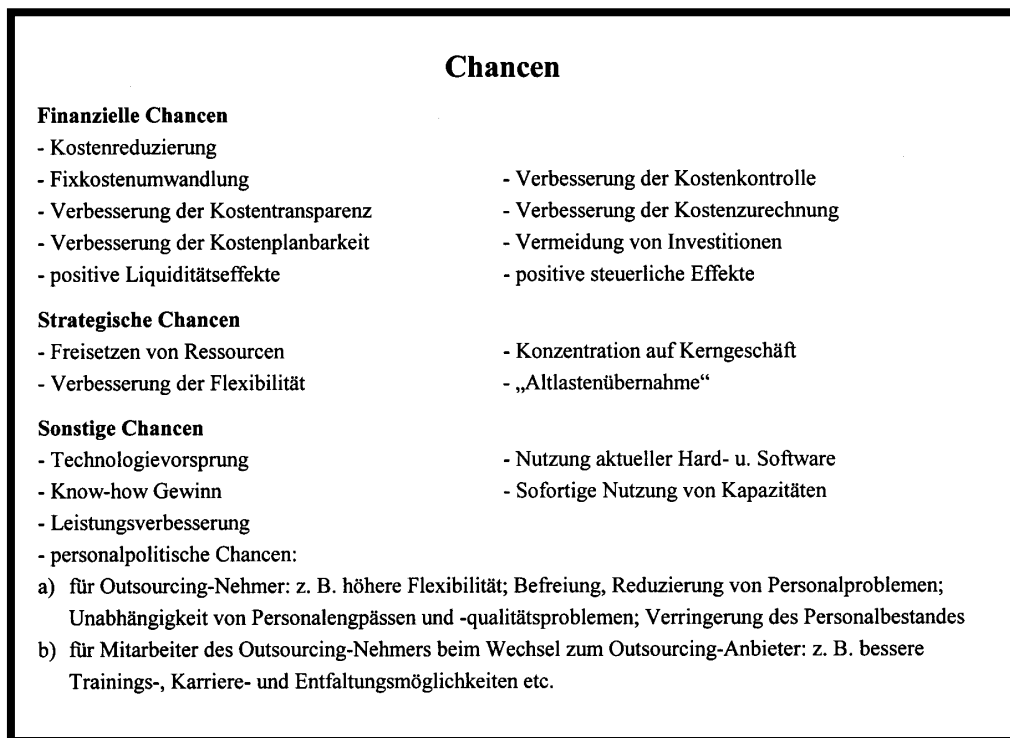 Chancen
Finanzielle Chancen
- Kostenreduzierung
- Fixkostenumwandlung
- Verbesserung der Kostenkontrolle
- Verbesserung der Kostentransparenz
- Verbesserung der Kostenzurechnung
- Verbesserung der Kostenplanbarkeit
- Vermeidung von Investitionen
- positive Liquiditätseffekte
- positive steuerliche Effekte
Strategische Chancen
- Freisetzen von Ressourcen
- Konzentration auf Kerngeschäft
- Verbesserung der Flexibilität
- „Altlastenübernahme“
Sonstige Chancen
- Technologievorsprung
- Nutzung aktueller Hard- u. Software
- Know-how Gewinn
- Sofortige Nutzung von Kapazitäten
- Leistungsverbesserung
- personalpolitische Chancen:
a) für Outsourcing-Nehmer: z. B. höhere Flexibilität; Befreiung, Reduzierung von Personalproblemen;
Unabhängigkeit von Personalengpässen und -qualitätsproblemen; Verringerung des Personalbestandes
b) für Mitarbeiter des Outsourcing-Nehmers beim Wechsel zum Outsourcing-Anbieter: z. B. bessere
Trainings-, Karriere- und Entfaltungsmöglichkeiten etc.